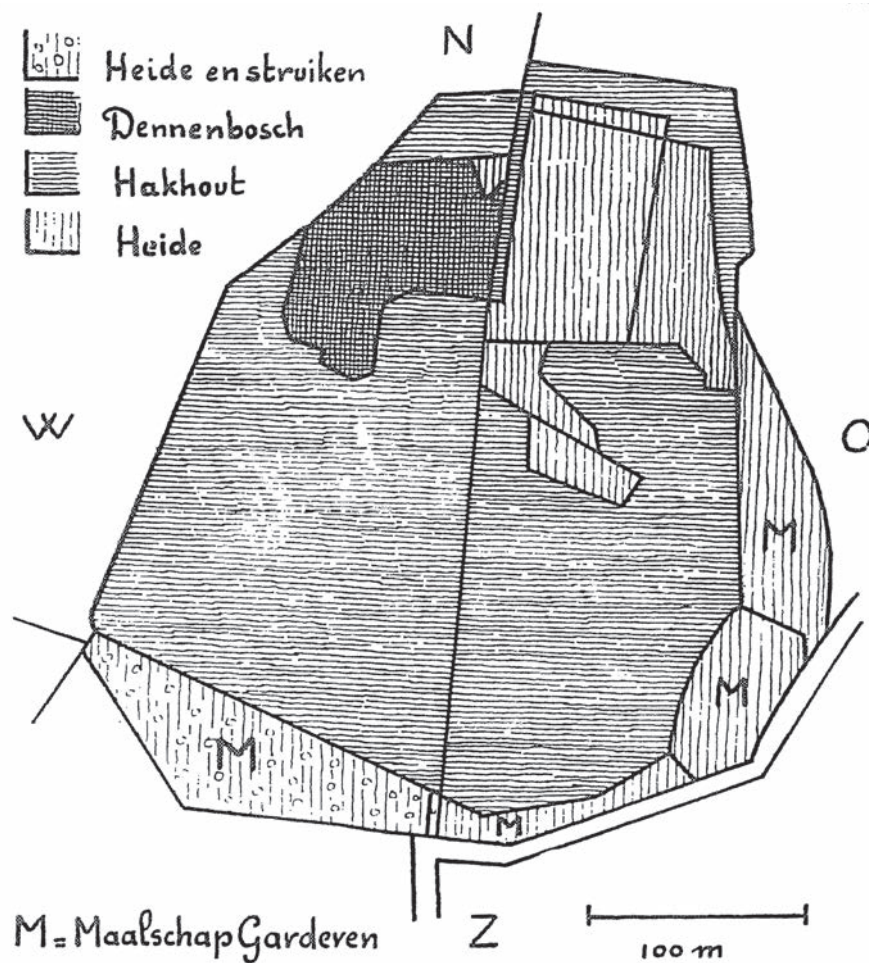 N
Heide en struiken
Dennenbosch
Hakhout
Heide
W
O
M
M
M
M
M = Maalschap Garderen
Z
100 m